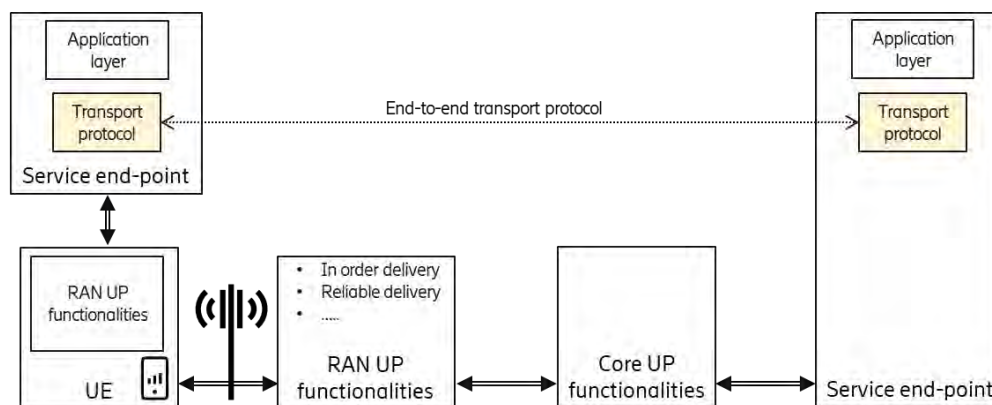 Application
layer
Transport
protocol
Service end-point
End-to-end transport protocol
Application
layer
Transport
protocol
RAN UP
functionalities
UE
• In order delivery
• Reliable delivery
• .....
RAN UP
functionalities
Core UP
functionalities
Service end-point